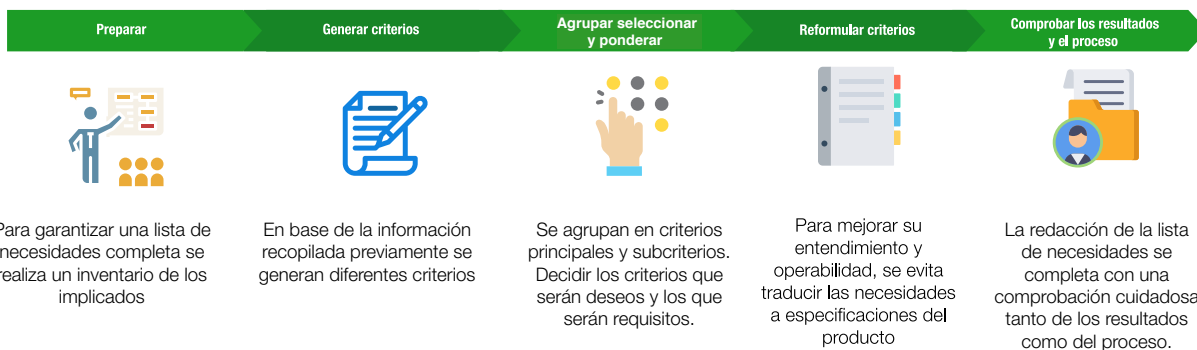 Preparar
Generar criterios
Agrupar seleccionar
y ponderar
Reformular criterios
Comprobar los resultados
y el proceso
Para garantizar una lista de
necesidades completa se
realiza un inventario de los
implicados
En base de la información
recopilada previamente se
generan diferentes criterios
Se agrupan en criterios
principales y subcriterios.
Decidir los criterios que
serán deseos y los que
serán requisitos.
Para mejorar su
entendimiento y
operabilidad, se evita
traducir las necesidades
a especificaciones del
producto
La redacción de la lista
de necesidades se
completa con una
comprobación cuidadosa
tanto de los resultados
como del proceso.